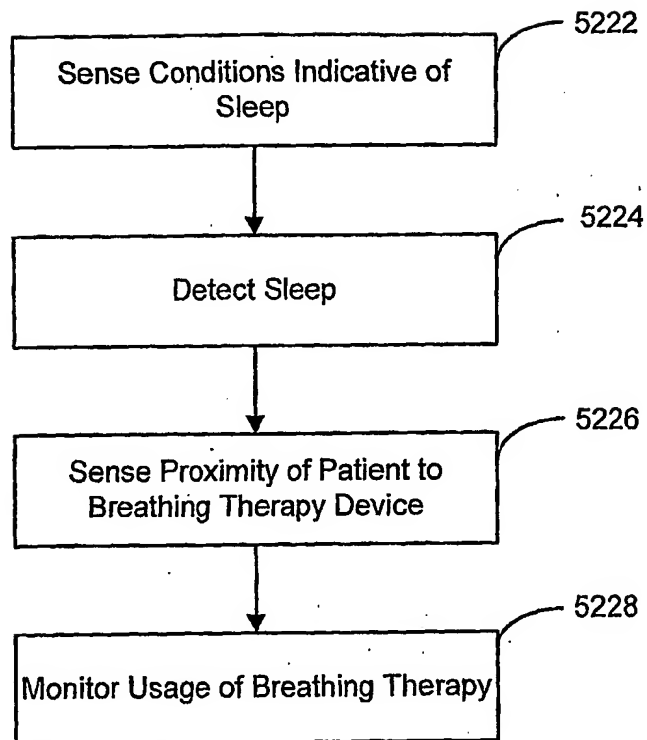 5222
Sense Conditions Indicative of
Sleep
5224
Detect Sleep
5226
Sense Proximity of Patient to
Breathing Therapy Device
5228
Monitor Usage of Breathing Therapy